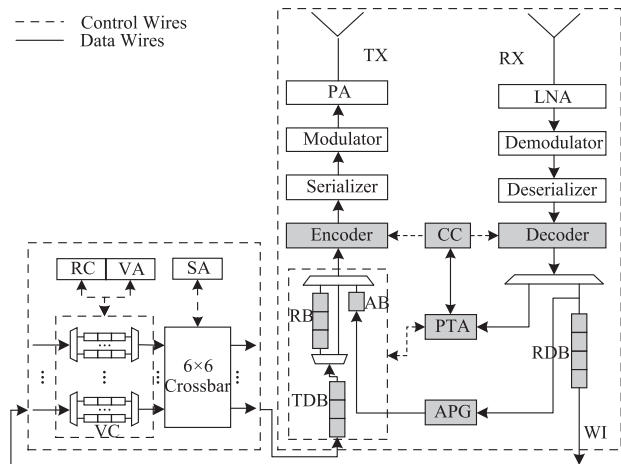 Control Wires
Data Wires
TX
RX
PA
LNA
Modulator
Demodulator
Serializer
Deserializer
Encoder
CC
Decoder
RC
VA
SA
RB
AB
PTA
RDB
6×6
Crossbar
...
...
...
...
VC
TDB
APG
WI